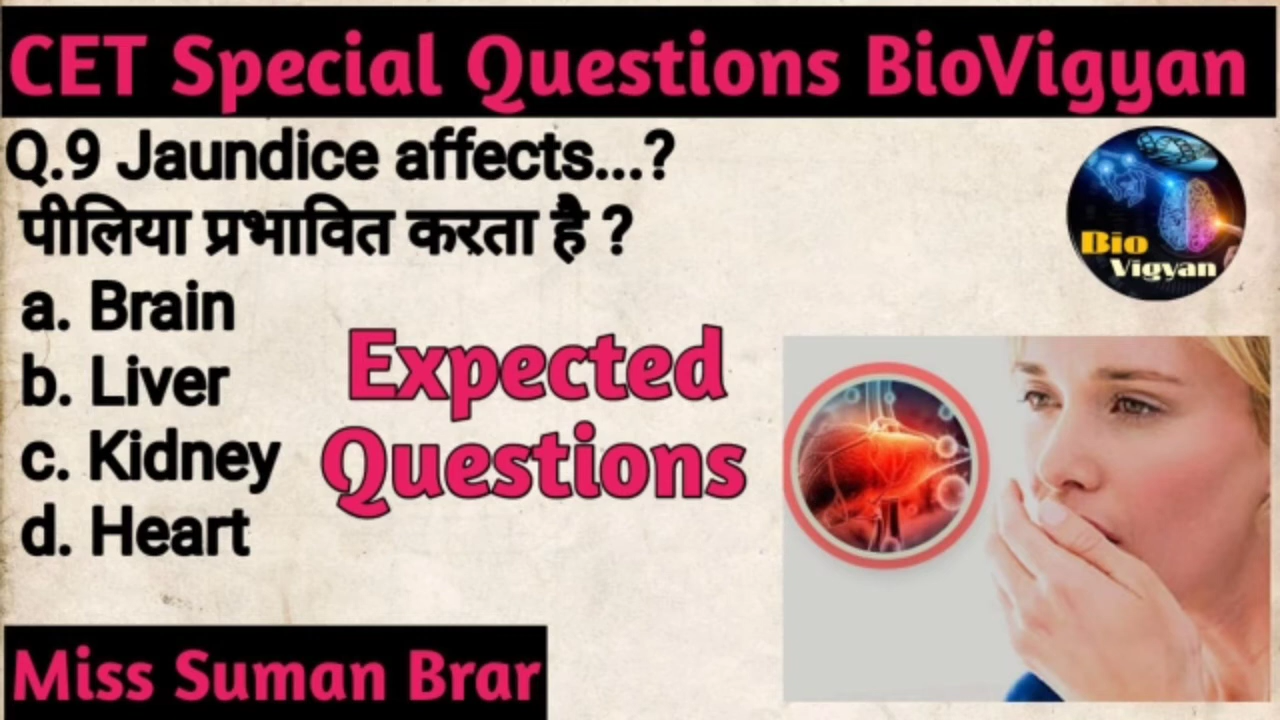 CET Special Questions BioVigyan
Q.9 Jaundice affects...?
पीलिया प्रभावित करता है ?
a. Brain
b. Liver
c. Kidney
d. Heart
Expected
Questions
Bio
Vigyan
Miss Suman Brar